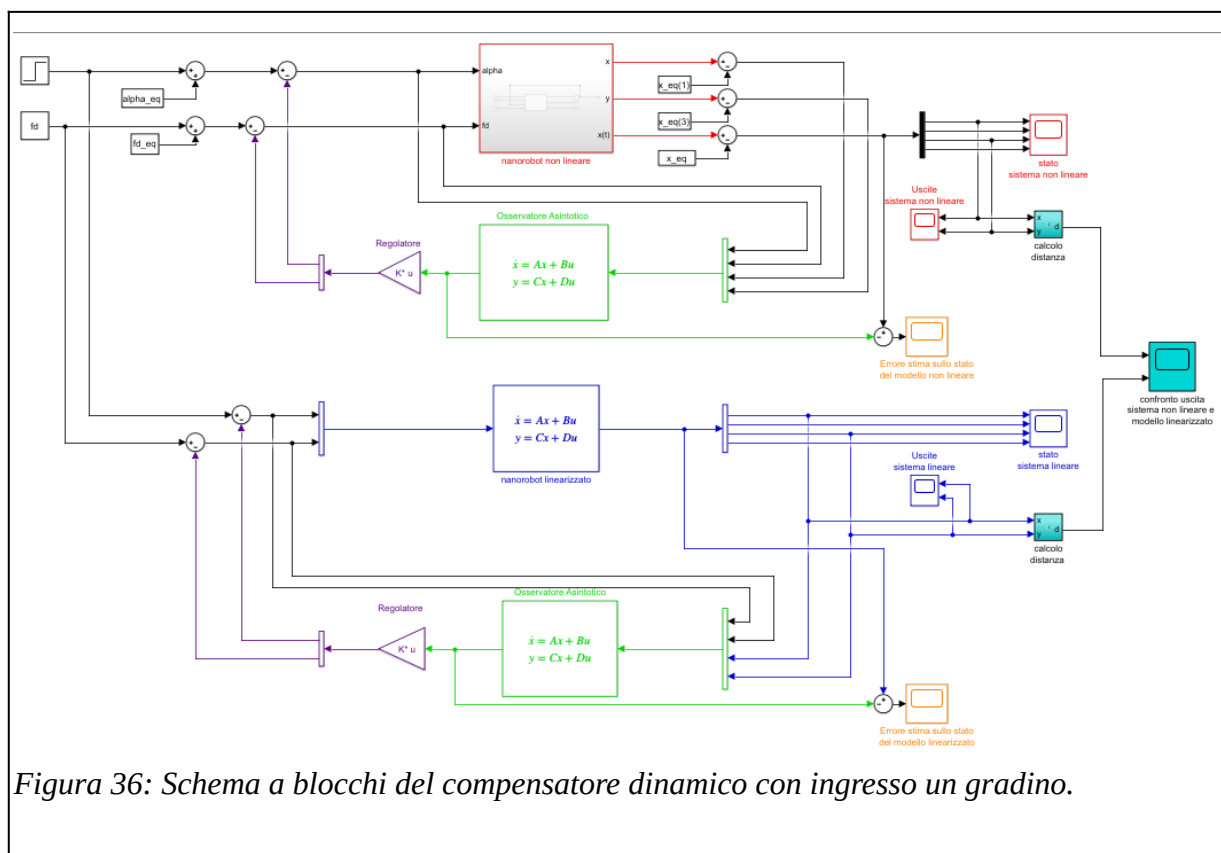 alpha_eq
fd
fd_eq
alpha
fd
x
y
x(t)
nanorobot non lineare
x_eq(1)
x_eq(3)
x_eq
stato
sistema non lineare
Uscite
sistema non lineare
x
y
d
calcolo
distanza
Osservatore Asintotico
ẋ = Ax + Bu
y = Cx + Du
Regolatore
K* u
Errore stima sullo stato
del modello non lineare
confronto uscita
sistema non lineare e
modello linearizzato
ẋ = Ax + Bu
y = Cx + Du
nanorobot linearizzato
stato
sistema lineare
Uscite
sistema lineare
x
y
d
calcolo
distanza
Osservatore Asintotico
ẋ = Ax + Bu
y = Cx + Du
Regolatore
K* u
Errore stima sullo stato
del modello linearizzato
Figura 36: Schema a blocchi del compensatore dinamico con ingresso un gradino.